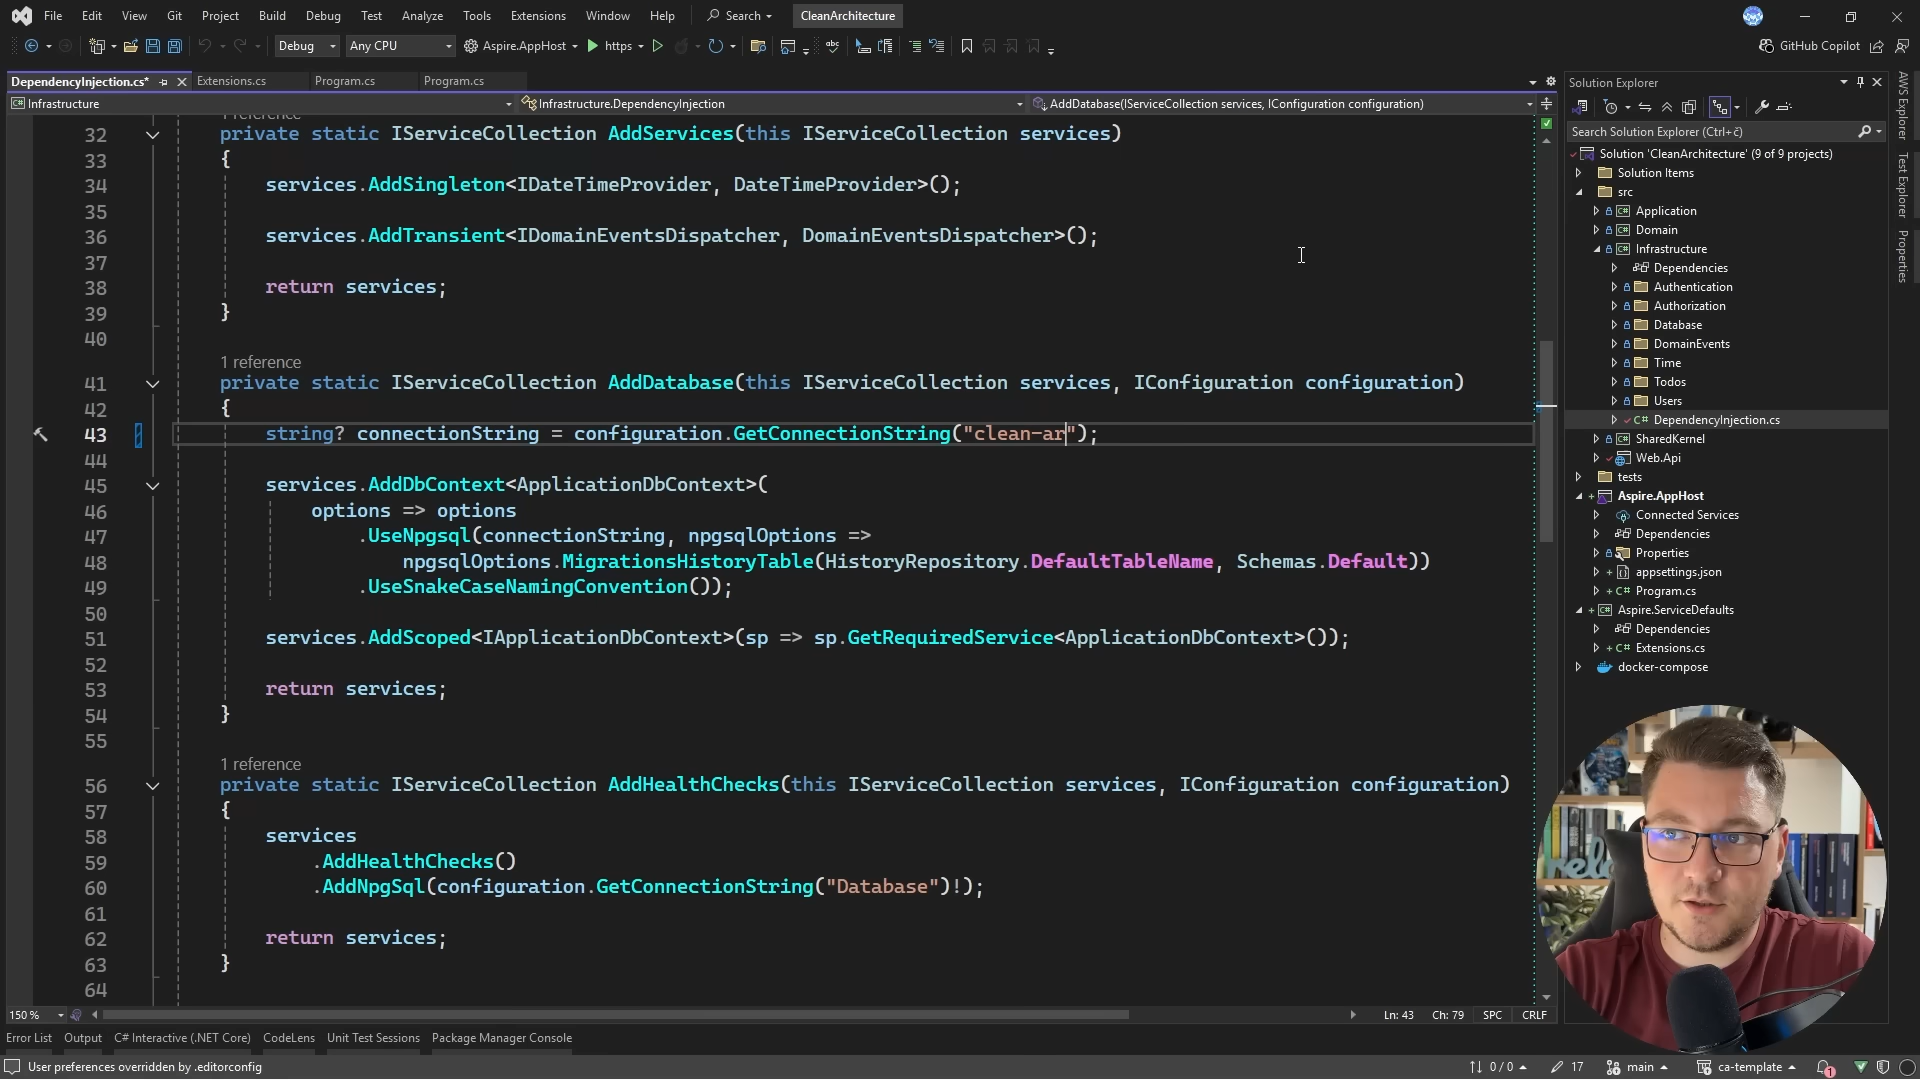 File Edit View Git Project Build Debug Test Analyze Tools Extensions Window Help Search CleanArchitecture
Debug Any CPU Aspire.AppHost https GitHub Copilot
DependencyInjection.cs* Extensions.cs Program.cs Program.cs
Infrastructure Infrastructure.DependencyInjection AddDatabase(IServiceCollection services, IConfiguration configuration)
32 private static IServiceCollection AddServices(this IServiceCollection services)
33 {
34 services.AddSingleton<IDateTimeProvider, DateTimeProvider>();
35
36 services.AddTransient<IDomainEventsDispatcher, DomainEventsDispatcher>();
37
38 return services;
39 }
40
1 reference
41 private static IServiceCollection AddDatabase(this IServiceCollection services, IConfiguration configuration)
42 {
43 string? connectionString = configuration.GetConnectionString("clean-ar");
44
45 services.AddDbContext<ApplicationDbContext>(
46 options => options
47 .UseNpgsql(connectionString, npgsqlOptions =>
48 npgsqlOptions.MigrationsHistoryTable(HistoryRepository.DefaultTableName, Schemas.Default))
49 .UseSnakeCaseNamingConvention());
50
51 services.AddScoped<IApplicationDbContext>(sp => sp.GetRequiredService<ApplicationDbContext>());
52
53 return services;
54 }
55
1 reference
56 private static IServiceCollection AddHealthChecks(this IServiceCollection services, IConfiguration configuration)
57 {
58 services
59 .AddHealthChecks()
60 .AddNpgSql(configuration.GetConnectionString("Database")!);
61
62 return services;
63 }
64
150 % Ln: 43 Ch: 79 SPC CRLF
Error List Output C# Interactive (.NET Core) CodeLens Unit Test Sessions Package Manager Console
User preferences overridden by .editorconfig 0 / 0 17 main ca-template 1
Solution Explorer
Search Solution Explorer (Ctrl+č)
Solution 'CleanArchitecture' (9 of 9 projects)
Solution Items
src
C# Application
C# Domain
C# Infrastructure
Dependencies
Authentication
Authorization
Database
DomainEvents
Time
Todos
Users
C# DependencyInjection.cs
C# SharedKernel
Web.Api
tests
Aspire.AppHost
Connected Services
Dependencies
Properties
appsettings.json
C# Program.cs
C# Aspire.ServiceDefaults
Dependencies
C# Extensions.cs
docker-compose
AWS Explorer
Test Explorer
Properties